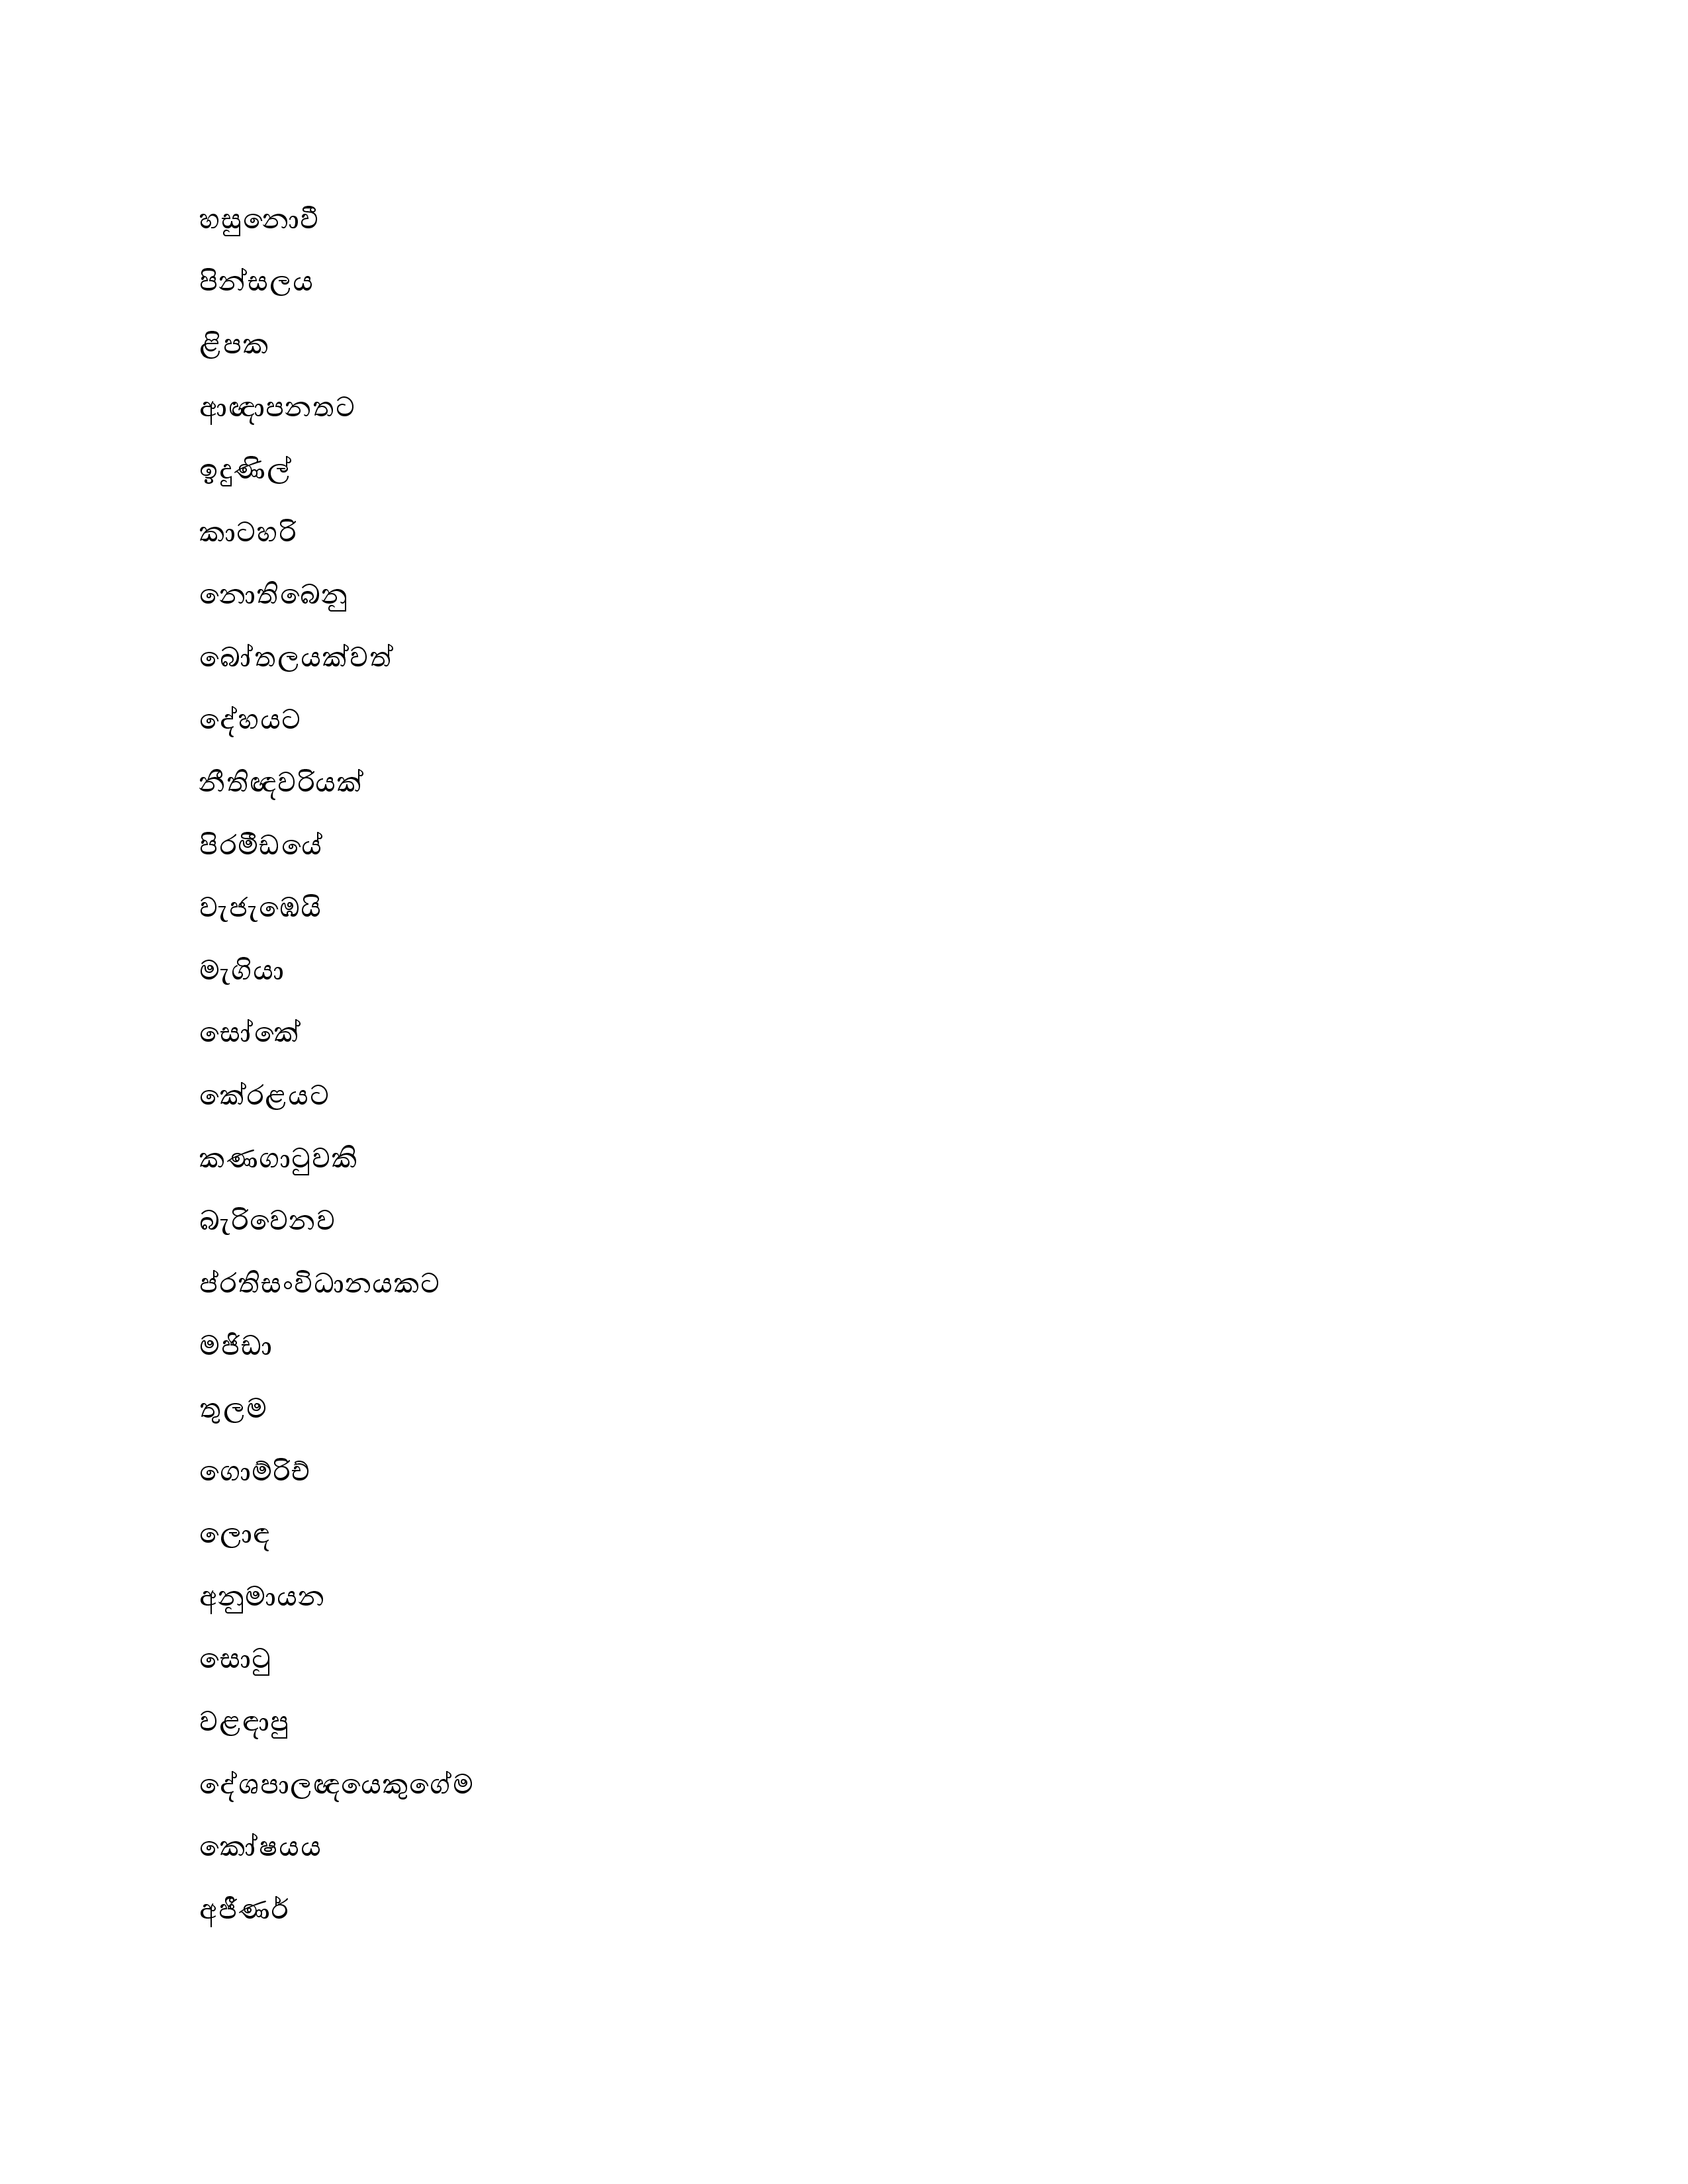 හසුනොවී
පින්සලය
ළිපක
ආඥාපනතට
ඉදුණිල්
කාටහරි
නොතිබෙනු
බෝතලයක්වත්
දේහයට
නීතිඥවරියක්
පිරමීඩයේ
වැජැඹෙයි
මැගියා
සෝකේ
කේරළයට
කණගාටුවකි
බැරිවෙනව
ප්රතිසංවිධානයකට
මජිඩා
තුලම
ගොම්රිච්
ලොඳ
අනුමායන
සොටු
වළඳාපු
දේශපාලඥයෙකුගේම
කෝෂයය
අජීර්ණ